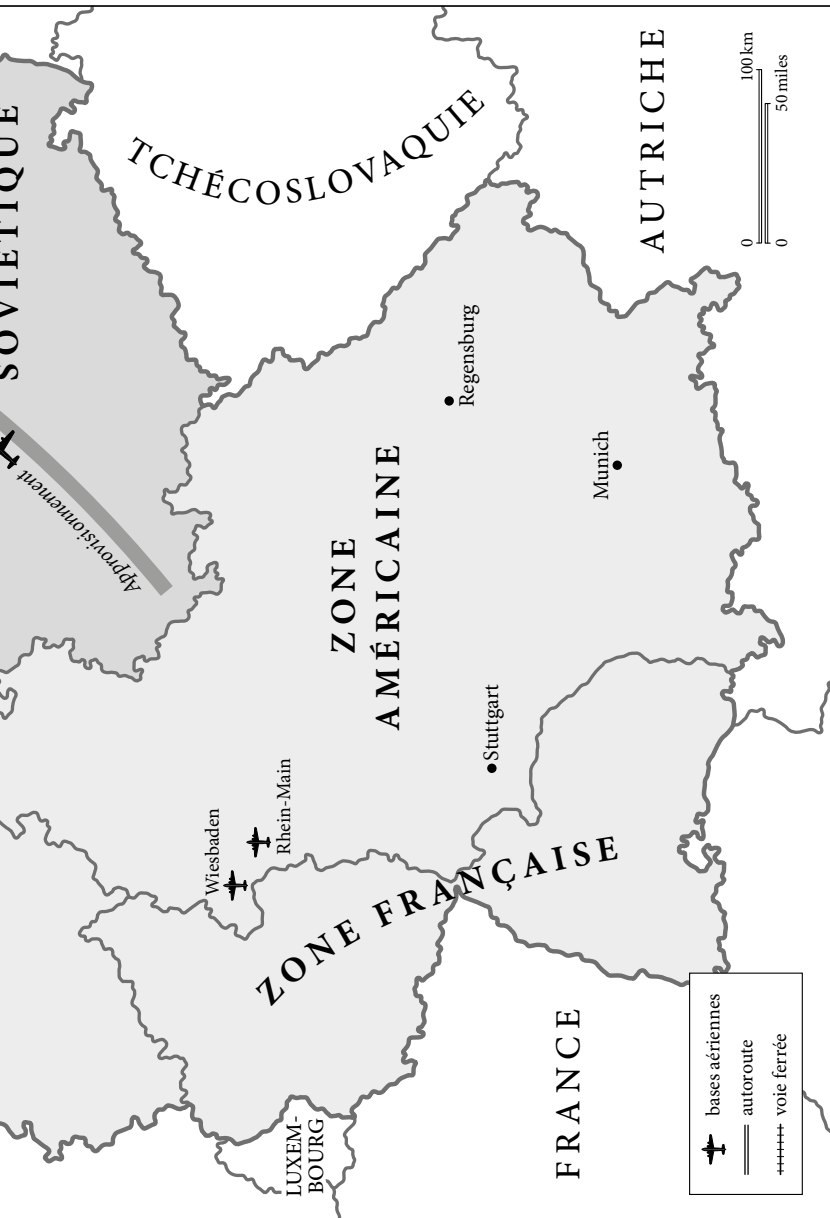 SOVIÉTIQUE
Approvisionnement
TCHÉCOSLOVAQUIE
AUTRICHE
0 100 km
0 50 miles
Regensburg
Munich
ZONE
AMÉRICAINE
Stuttgart
Wiesbaden
Rhein-Main
ZONE FRANÇAISE
LUXEM-
BOURG
FRANCE
bases aériennes
autoroute
voie ferrée